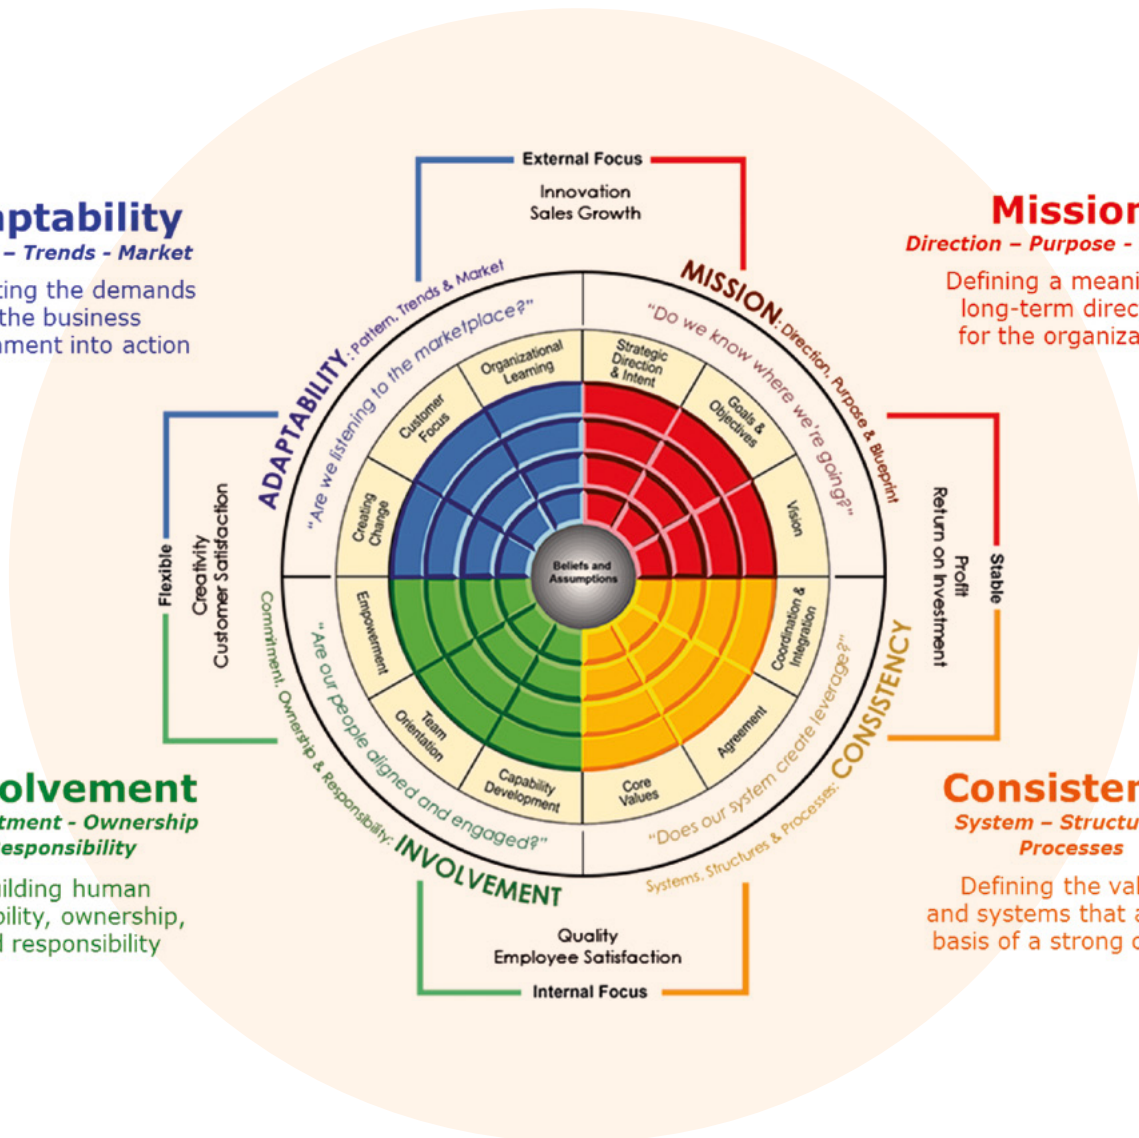 External Focus
Innovation
Sales Growth
aptability
– Trends - Market
ting the demands
the business
nment into action
Mission
Direction – Purpose -
Defining a meani
long-term direc
for the organiza
ADAPTABILITY: Pattern, Trends & Market
"Are we listening to the marketplace?"
MISSION: Direction, Purpose & Blueprint
"Do we know where we're going?"
Creating
Change
Customer
Focus
Organizational
Learning
Strategic
Direction
& Intent
Goals &
Objectives
Vision
Flexible
Creativity
Customer Satisfaction
Beliefs and
Assumptions
Stable
Profit
Return on Investment
Empowerment
Team
Orientation
Capability
Development
Core
Values
Agreement
Coordination &
Integration
"Are our people aligned and engaged?"
Commitment, Ownership & Responsibility: INVOLVEMENT
"Does our system create leverage?"
Systems, Structures & Processes: CONSISTENCY
olvement
tment - Ownership
esponsibility
ilding human
bility, ownership,
d responsibility
Consisten
System – Structu
Processes
Defining the val
and systems that a
basis of a strong c
Quality
Employee Satisfaction
Internal Focus